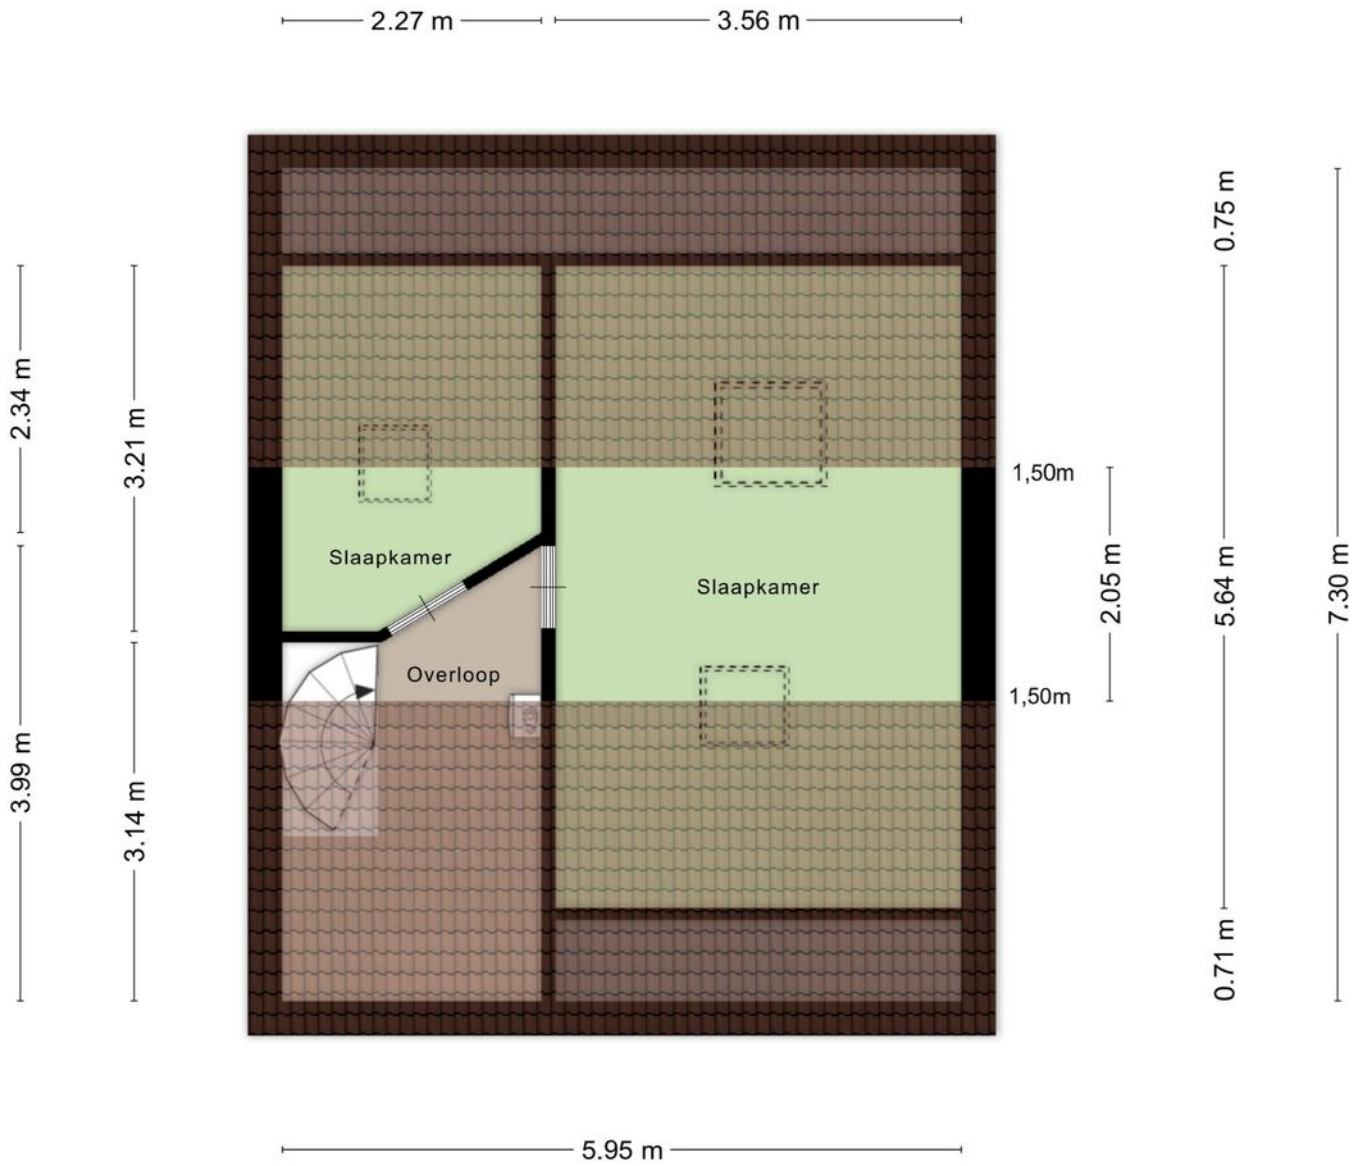 2.27 m
3.56 m
0.75 m
2.34 m
3.21 m
1,50m
Slaapkamer
Slaapkamer
2.05 m
5.64 m
7.30 m
Overloop
1,50m
3.99 m
3.14 m
0.71 m
5.95 m